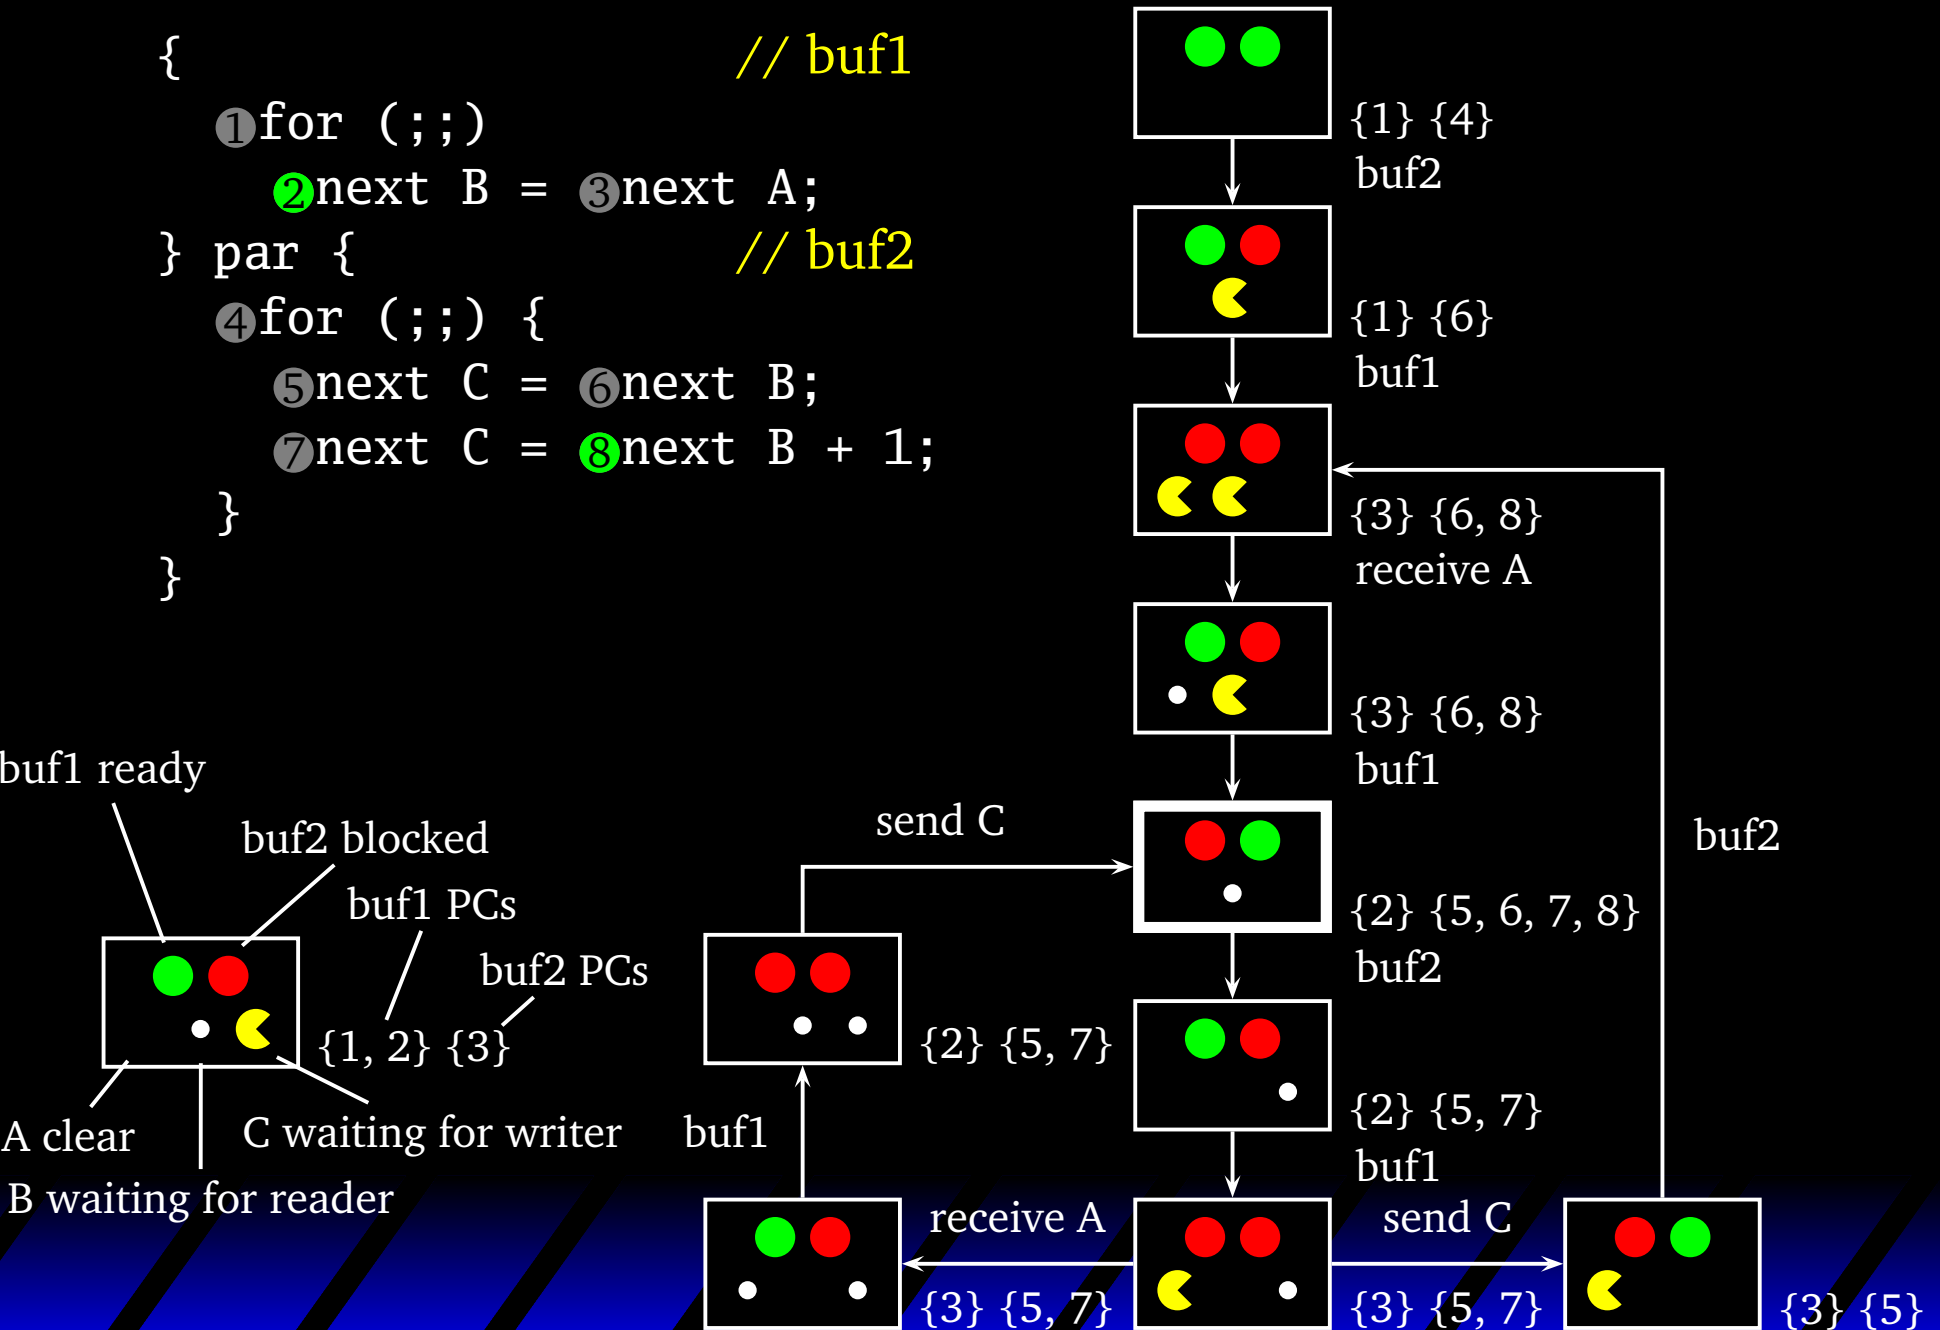 { // buf1
①for (;;)
②next B = ③next A;
} par { // buf2
④for (;;) {
⑤next C = ⑥next B;
⑦next C = ⑧next B + 1;
}
}
{1} {4}
buf2
{1} {6}
buf1
{3} {6, 8}
receive A
{3} {6, 8}
buf1
{2} {5, 6, 7, 8}
buf2
{2} {5, 7}
buf1
{3} {5, 7}
send C
{3} {5}
buf2
receive A
{3} {5, 7}
buf1
{2} {5, 7}
send C
buf1 ready
buf2 blocked
buf1 PCs
buf2 PCs
{1, 2} {3}
A clear
C waiting for writer
B waiting for reader